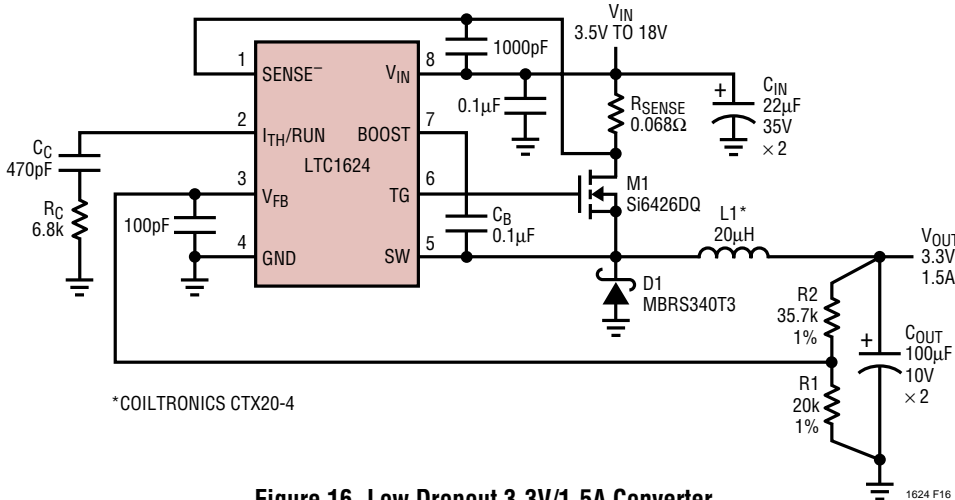 V_IN
3.5V TO 18V
1000pF
1
SENSE⁻
V_IN
8
0.1µF
R_SENSE
0.068Ω
+
C_IN
22µF
35V
× 2
2
I_TH/RUN
BOOST
7
LTC1624
C_C
470pF
R_C
6.8k
3
V_FB
TG
6
M1
Si6426DQ
100pF
C_B
0.1µF
4
GND
SW
5
L1*
20µH
V_OUT
3.3V
1.5A
D1
MBRS340T3
R2
35.7k
1%
+
C_OUT
100µF
10V
× 2
R1
20k
1%
*COILTRONICS CTX20-4
1624 F16
Figure 16. Low Dropout 3.3V/1.5A Converter